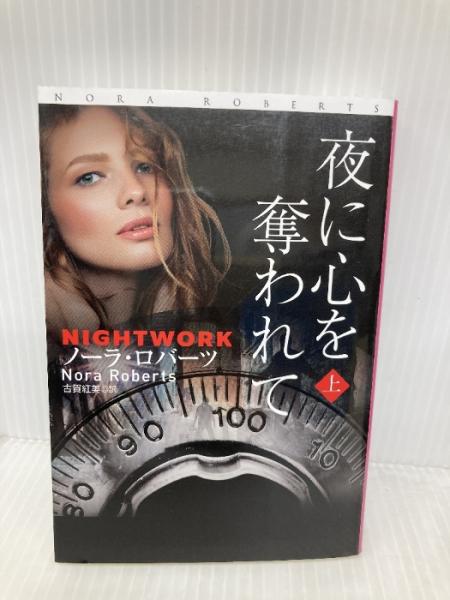 NORA ROBERTS
夜に心を
奪われて
上
NIGHTWORK
ノーラ・ロバーツ
Nora Roberts
古賀紅美◎訳
80
90
100
10